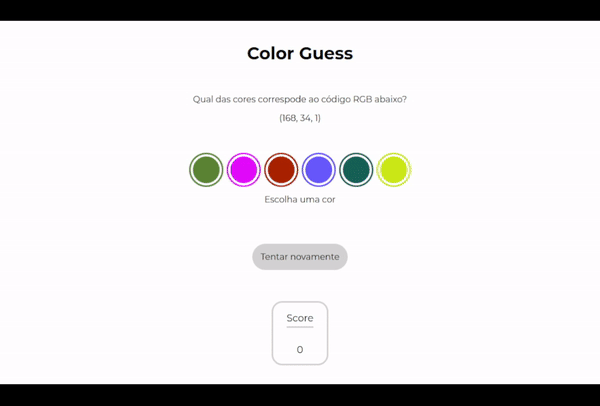 Color Guess
Qual das cores correspode ao código RGB abaixo?
(168, 34, 1)
Escolha uma cor
Tentar novamente
Score
0